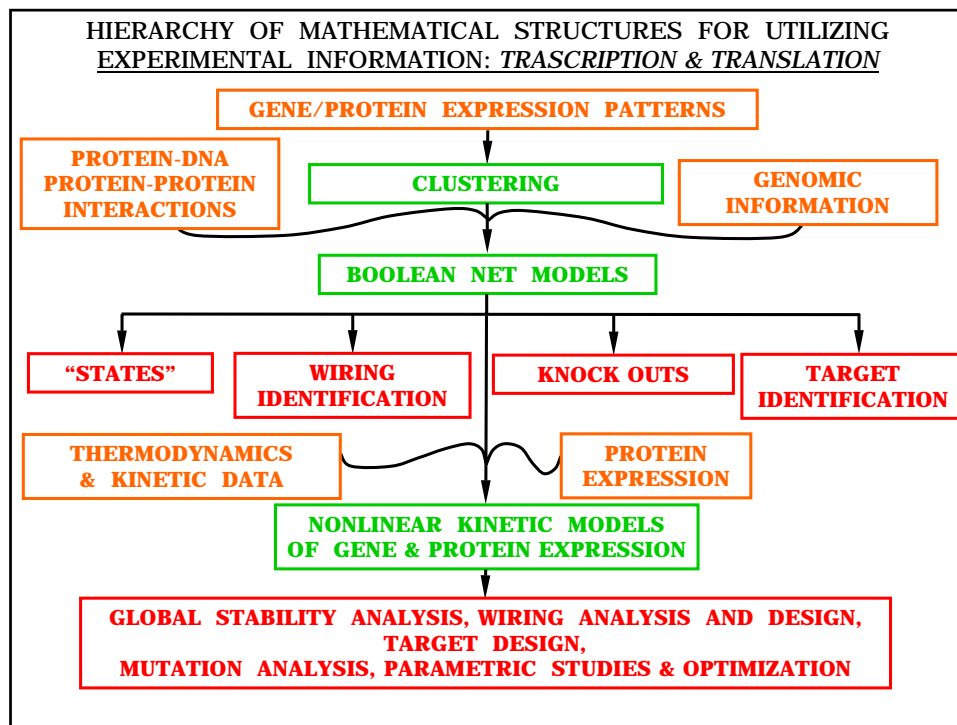 HIERARCHY OF MATHEMATICAL STRUCTURES FOR UTILIZING
EXPERIMENTAL INFORMATION: TRASCRIPTION & TRANSLATION
GENE/PROTEIN EXPRESSION PATTERNS
PROTEIN-DNA
PROTEIN-PROTEIN
INTERACTIONS
CLUSTERING
GENOMIC
INFORMATION
BOOLEAN NET MODELS
“STATES”
WIRING
IDENTIFICATION
KNOCK OUTS
TARGET
IDENTIFICATION
THERMODYNAMICS
& KINETIC DATA
PROTEIN
EXPRESSION
NONLINEAR KINETIC MODELS
OF GENE & PROTEIN EXPRESSION
GLOBAL STABILITY ANALYSIS, WIRING ANALYSIS AND DESIGN,
TARGET DESIGN,
MUTATION ANALYSIS, PARAMETRIC STUDIES & OPTIMIZATION